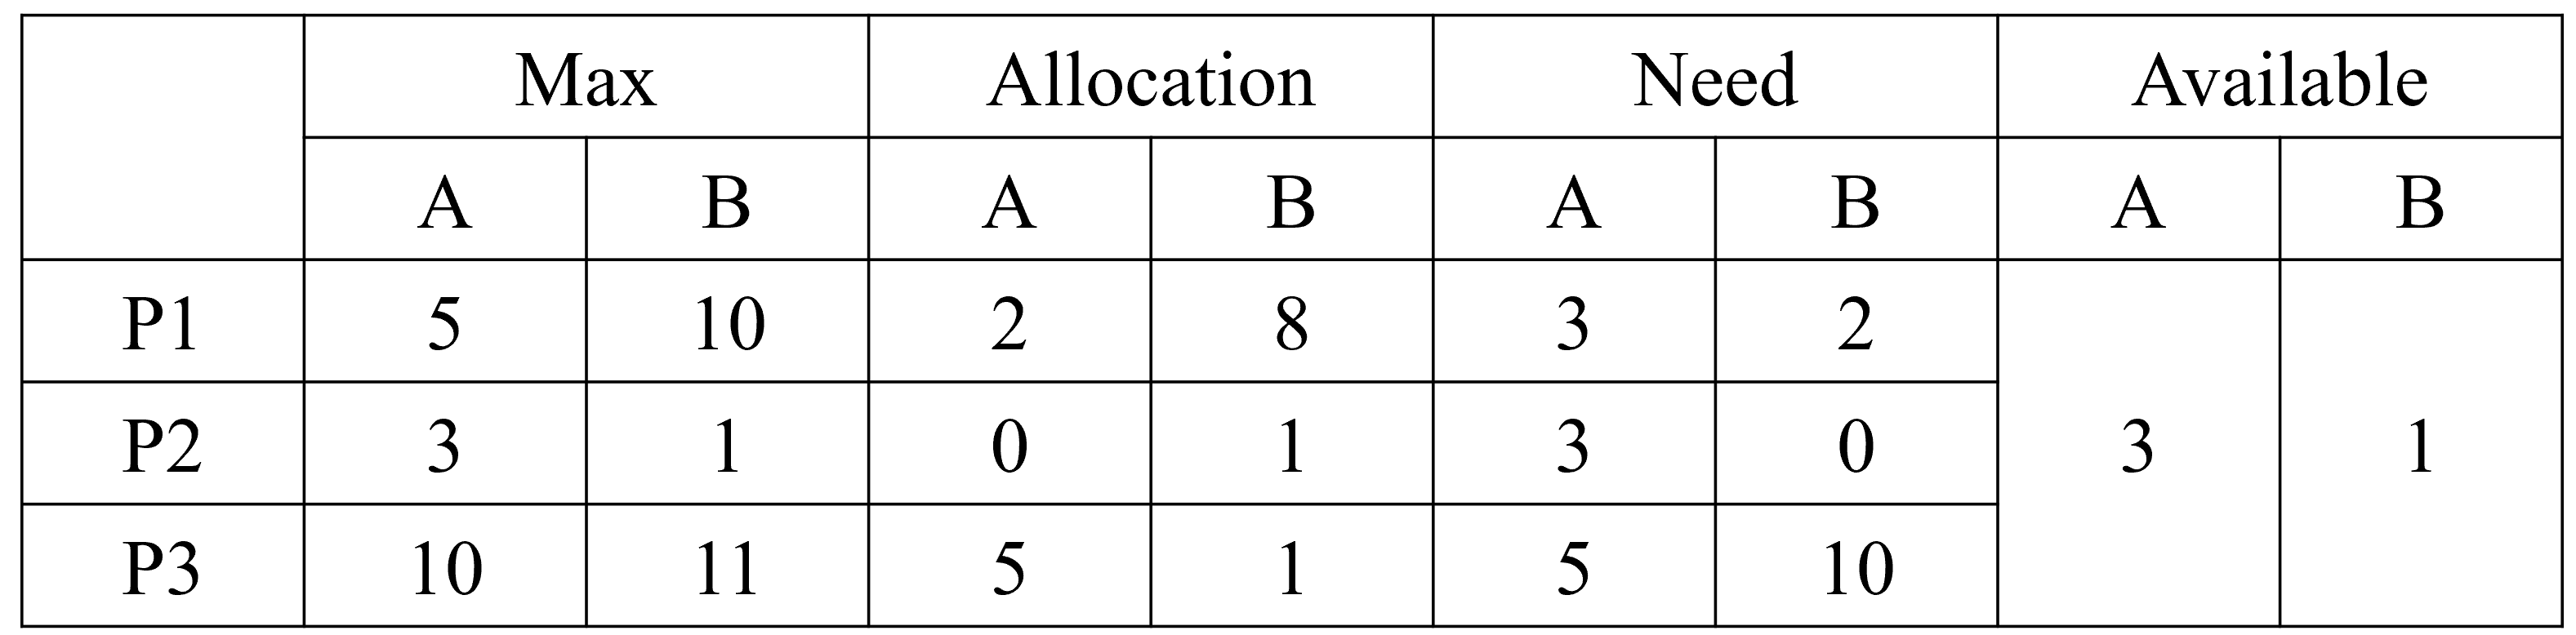 Max Allocation Need Available
A B A B A B A B
P1 5 10 2 8 3 2
P2 3 1 0 1 3 0 3 1
P3 10 11 5 1 5 10